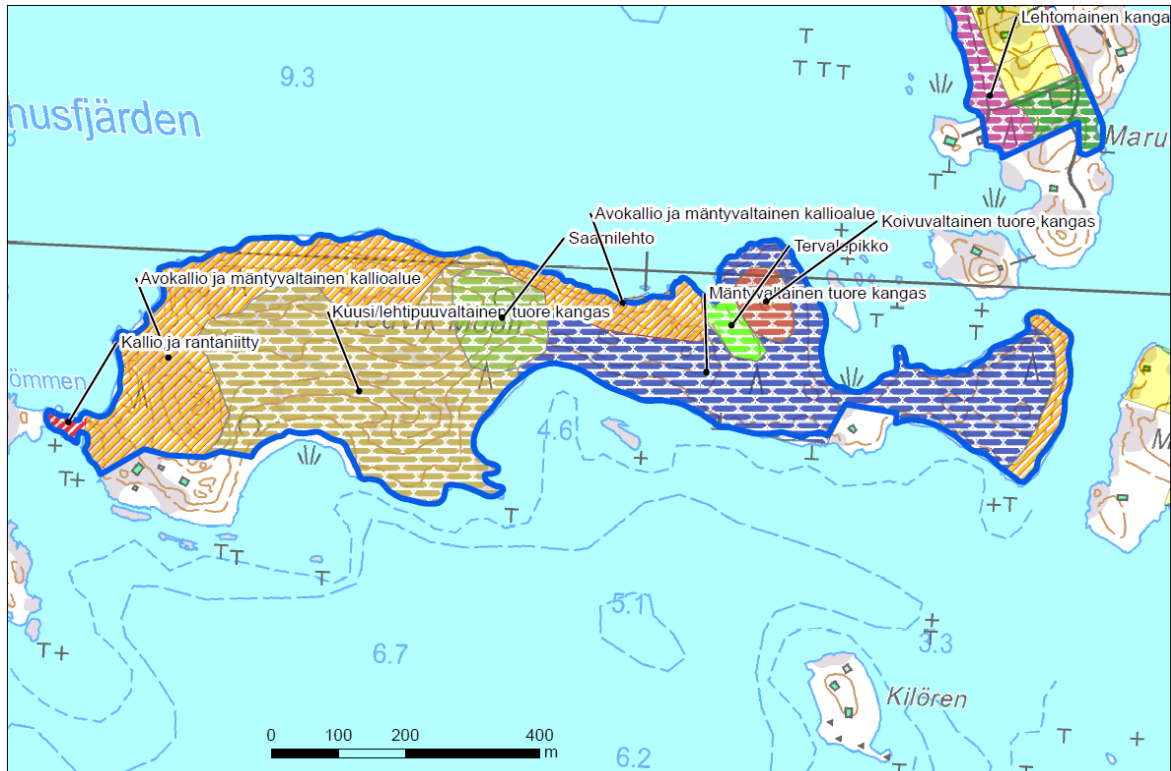 Lehtomainen kanga
9.3
husfjärden
Maru
Avokallio ja mäntyvaltainen kallioalue
Koivuvaltainen tuore kangas
Saarnilehto
Tervalepikko
Avokallio ja mäntyvaltainen kallioalue
Mäntyvaltainen tuore kangas
Kuusi/lehtipuuvaltainen tuore kangas
Kallio ja rantaniitty
ömmen
4.6
M
5.1
3.3
6.7
Kilören
0 100 200 400
m
6.2